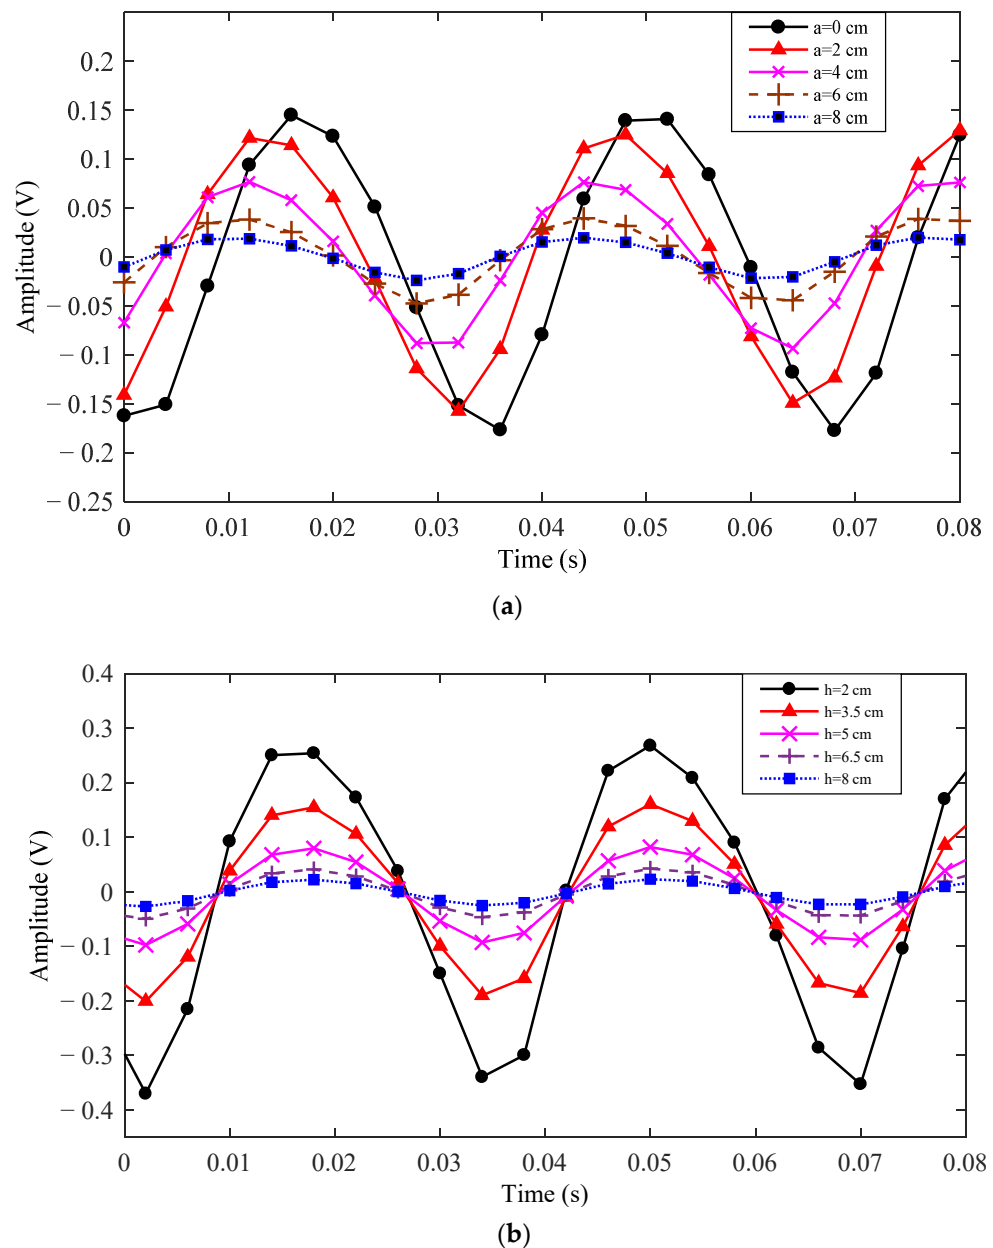 a=0 cm
a=2 cm
a=4 cm
a=6 cm
a=8 cm
0.2
0.15
0.1
0.05
0
−0.05
−0.1
−0.15
−0.2
−0.25
Amplitude (V)
0 0.01 0.02 0.03 0.04 0.05 0.06 0.07 0.08
Time (s)
(a)
h=2 cm
h=3.5 cm
h=5 cm
h=6.5 cm
h=8 cm
0.4
0.3
0.2
0.1
0
−0.1
−0.2
−0.3
−0.4
Amplitude (V)
0 0.01 0.02 0.03 0.04 0.05 0.06 0.07 0.08
Time (s)
(b)